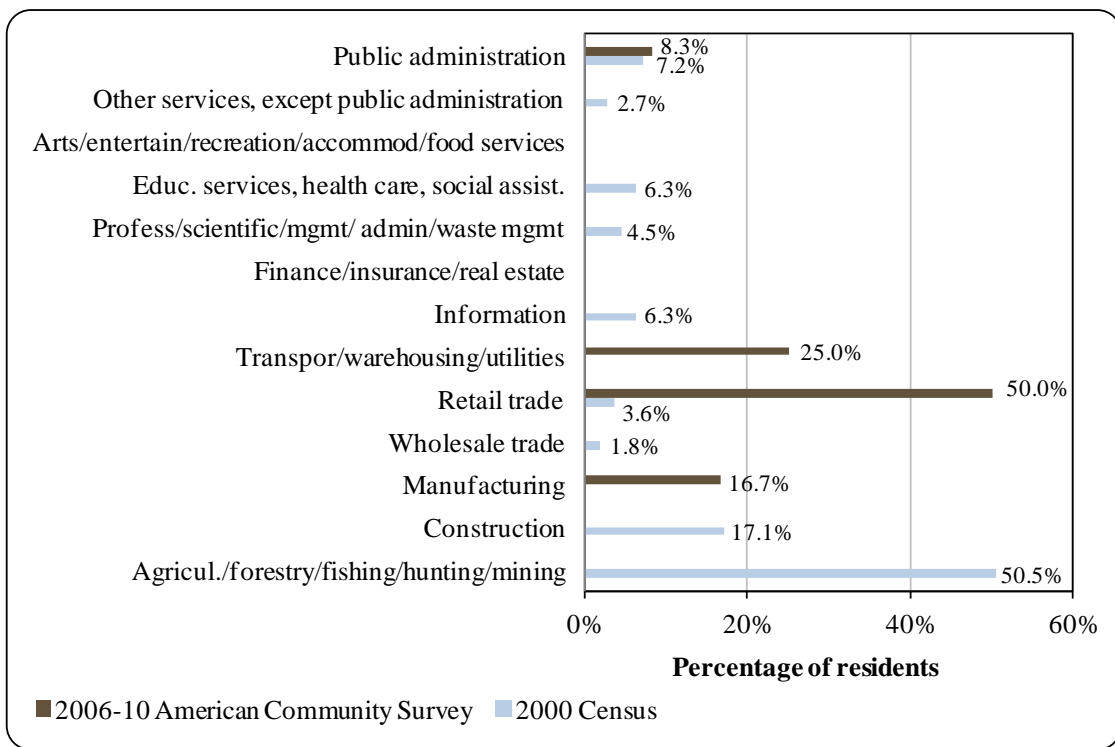 Public administration
8.3%
7.2%
Other services, except public administration
2.7%
Arts/entertain/recreation/accommod/food services
Educ. services, health care, social assist.
6.3%
Profess/scientific/mgmt/ admin/waste mgmt
4.5%
Finance/insurance/real estate
Information
6.3%
Transpor/warehousing/utilities
25.0%
Retail trade
50.0%
3.6%
Wholesale trade
1.8%
Manufacturing
16.7%
Construction
17.1%
Agricul./forestry/fishing/hunting/mining
50.5%
0% 20% 40% 60%
Percentage of residents
2006-10 American Community Survey 2000 Census